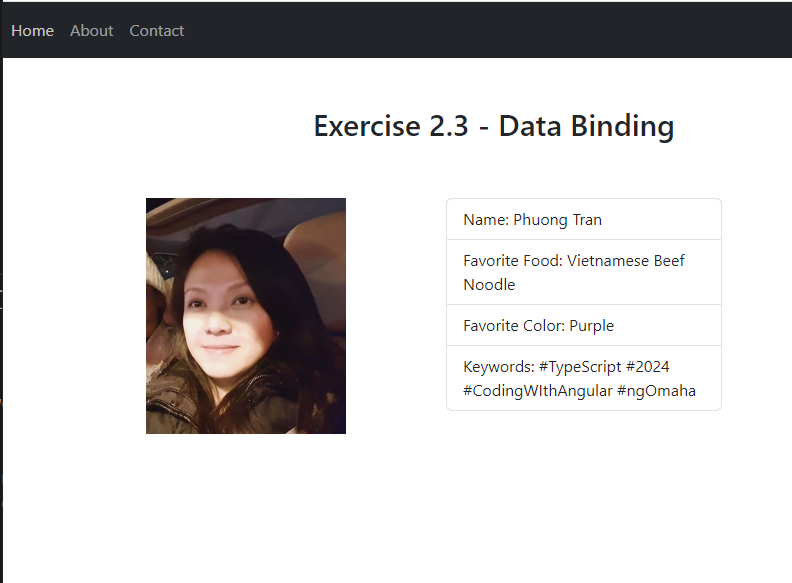 Home About Contact
Exercise 2.3 - Data Binding
Name: Phuong Tran
Favorite Food: Vietnamese Beef
Noodle
Favorite Color: Purple
Keywords: #TypeScript #2024
#CodingWIthAngular #ngOmaha